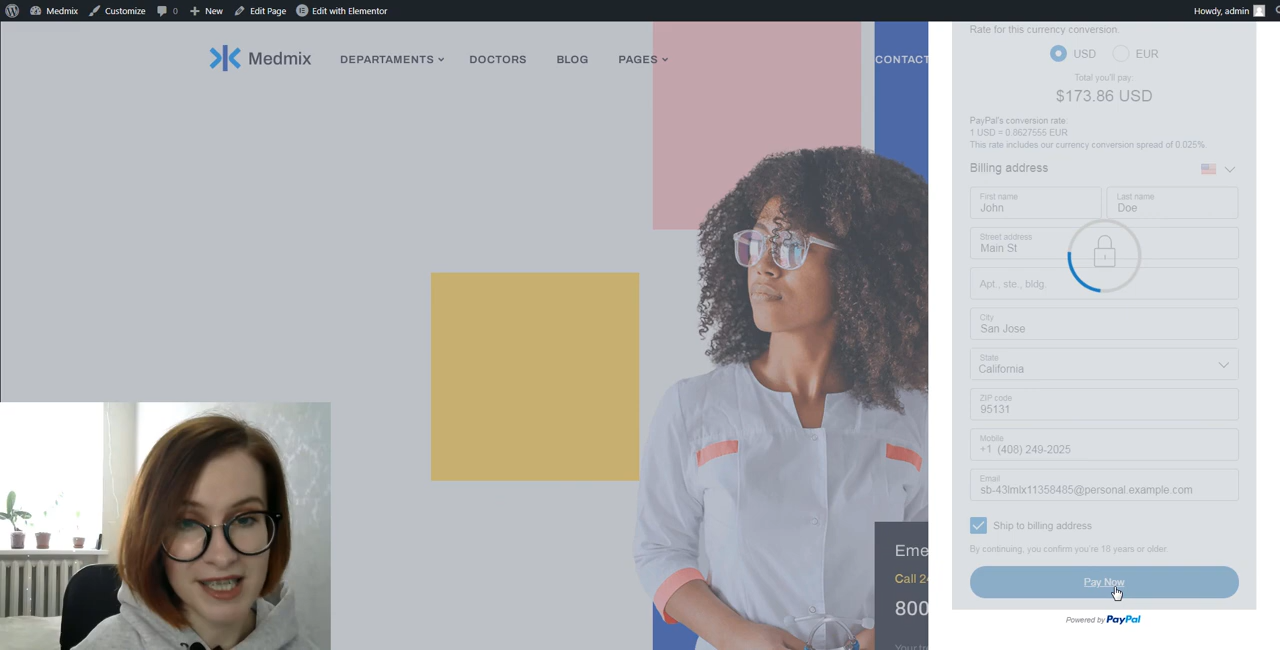 Medmix
Customize
0
New
Edit Page
Edit with Elementor
Howdy, admin
Medmix
DEPARTAMENTS
DOCTORS
BLOG
PAGES
CONTACT
Eme
Call 24
800
Rate for this currency conversion.
USD
EUR
Total you'll pay:
$173.86 USD
PayPal's conversion rate:
1 USD = 0.8627555 EUR
This rate includes our currency conversion spread of 0.025%.
Billing address
First name
John
Last name
Doe
Street address
Main St
Apt., ste., bldg.
City
San Jose
State
California
ZIP code
95131
Mobile
+1 (408) 249-2025
Email
sb-43lmlx11358485@personal.example.com
Ship to billing address
By continuing, you confirm you're 18 years or older.
Pay Now
Powered by PayPal